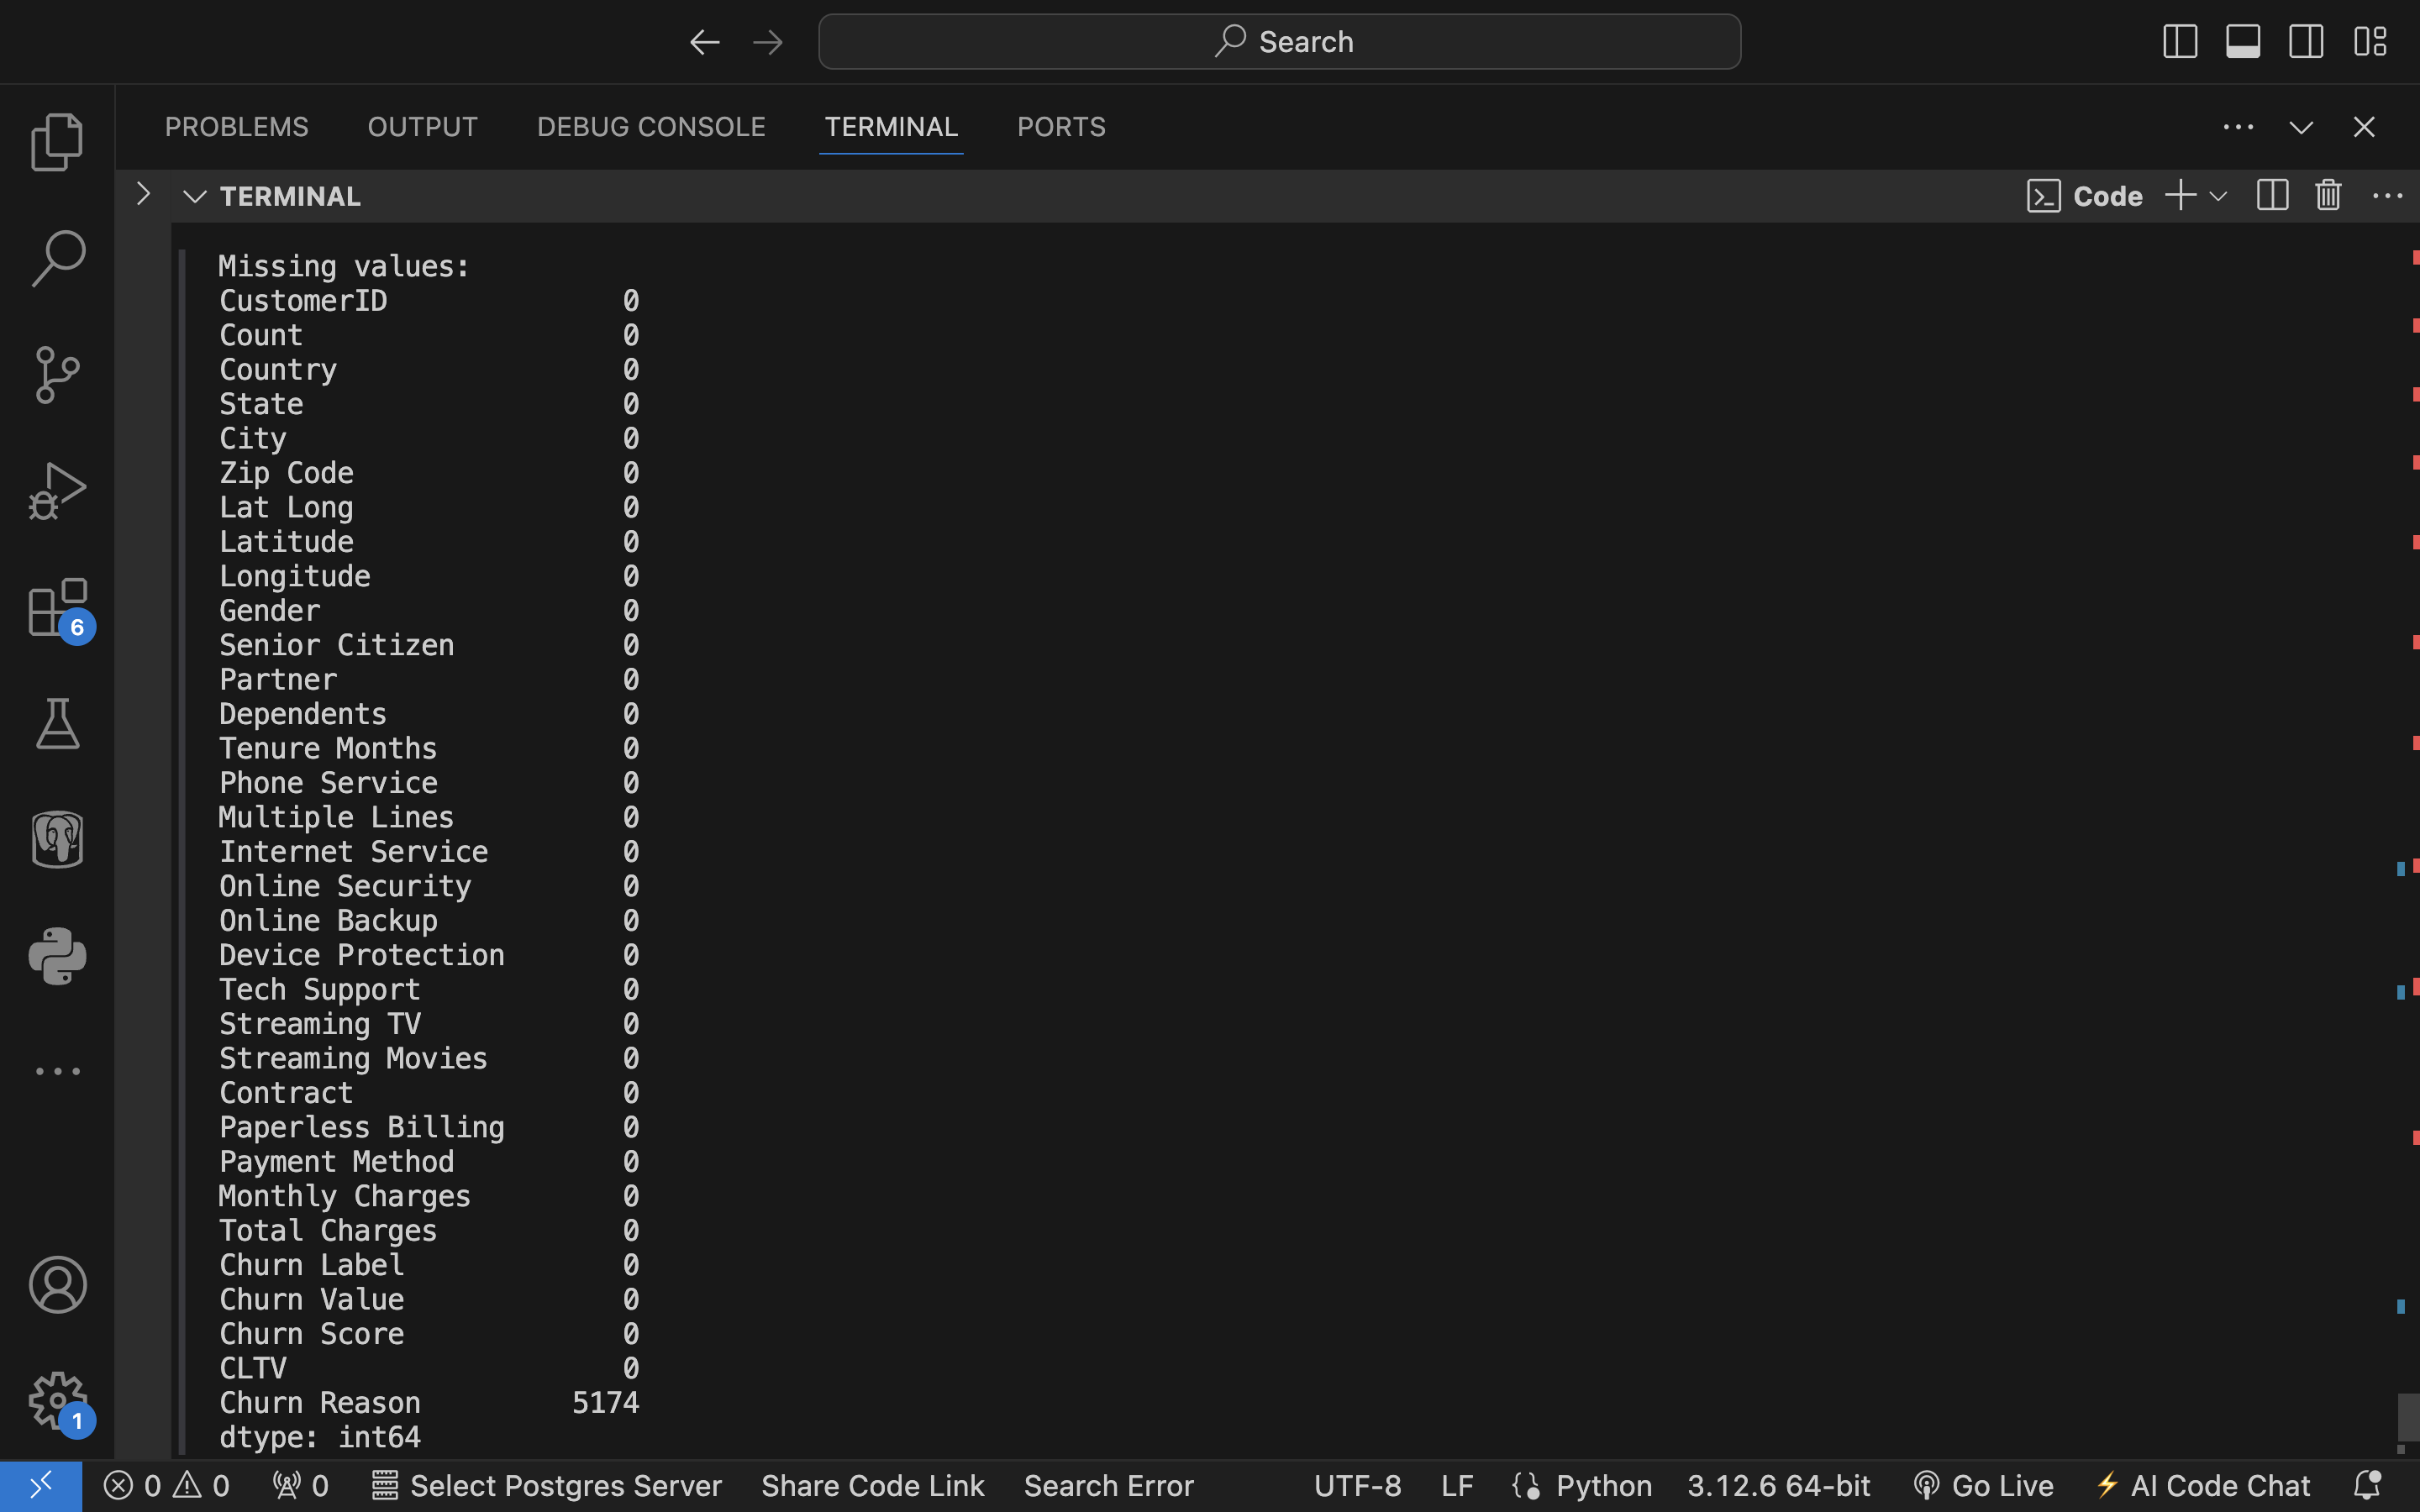 Search
PROBLEMS OUTPUT DEBUG CONSOLE TERMINAL PORTS
TERMINAL Code
Missing values:
CustomerID 0
Count 0
Country 0
State 0
City 0
Zip Code 0
Lat Long 0
Latitude 0
Longitude 0
Gender 0
Senior Citizen 0
Partner 0
Dependents 0
Tenure Months 0
Phone Service 0
Multiple Lines 0
Internet Service 0
Online Security 0
Online Backup 0
Device Protection 0
Tech Support 0
Streaming TV 0
Streaming Movies 0
Contract 0
Paperless Billing 0
Payment Method 0
Monthly Charges 0
Total Charges 0
Churn Label 0
Churn Value 0
Churn Score 0
CLTV 0
Churn Reason 5174
dtype: int64
6
1
0 0 0 Select Postgres Server Share Code Link Search Error UTF-8 LF {} Python 3.12.6 64-bit Go Live AI Code Chat